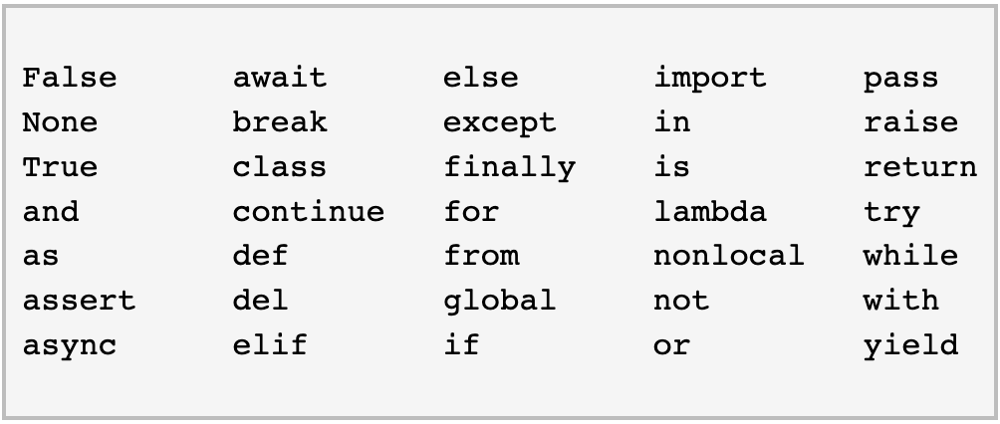 False await else import pass
None break except in raise
True class finally is return
and continue for lambda try
as def from nonlocal while
assert del global not with
async elif if or yield